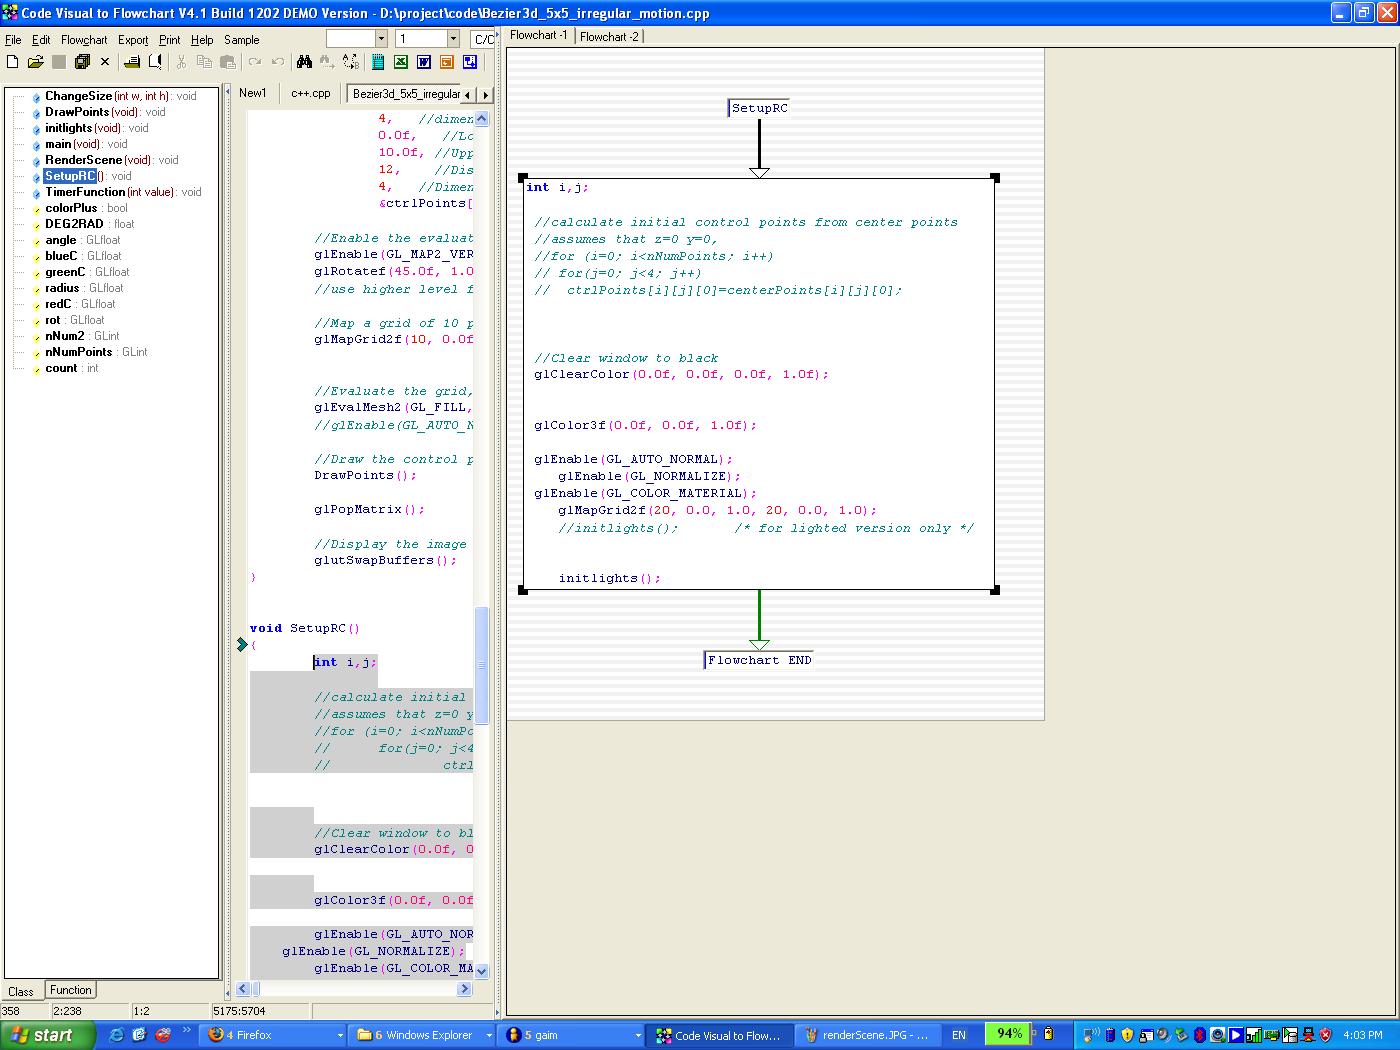 Code Visual to Flowchart V4.1 Build 1202 DEMO Version - D:\project\code\Bezier3d_5x5_irregular_motion.cpp
File Edit Flowchart Export Print Help Sample
1
C/C
ChangeSize(int w, int h) : void
DrawPoints(void) : void
initlights(void) : void
main(void) : void
RenderScene(void) : void
SetupRC() : void
TimerFunction(int value) : void
colorPlus : bool
DEG2RAD : float
angle : GLfloat
blueC : GLfloat
greenC : GLfloat
radius : GLfloat
redC : GLfloat
rot : GLfloat
nNum2 : GLint
nNumPoints : GLint
count : int
Class Function
New1 c++.cpp Bezier3d_5x5_irregular
4, //dimen
0.0f, //Lo
10.0f, //Upp
12, //Dis
4, //Dimen
&ctrlPoints[
//Enable the evaluat
glEnable(GL_MAP2_VER
glRotatef(45.0f, 1.0
//use higher level f
//Map a grid of 10 p
glMapGrid2f(10, 0.0f
//Evaluate the grid,
glEvalMesh2(GL_FILL,
//glEnable(GL_AUTO_N
//Draw the control p
DrawPoints();
glPopMatrix();
//Display the image
glutSwapBuffers();
}
void SetupRC()
{
int i,j;
//calculate initial
//assumes that z=0 y
//for (i=0; i<nNumPo
// for(j=0; j<4
// ctrl
//Clear window to bl
glClearColor(0.0f, 0
glColor3f(0.0f, 0.0f
glEnable(GL_AUTO_NOR
glEnable(GL_NORMALIZE);
glEnable(GL_COLOR_MA
Flowchart -1 Flowchart -2
SetupRC
int i,j;
//calculate initial control points from center points
//assumes that z=0 y=0,
//for (i=0; i<nNumPoints; i++)
// for(j=0; j<4; j++)
// ctrlPoints[i][j][0]=centerPoints[i][j][0];
//Clear window to black
glClearColor(0.0f, 0.0f, 0.0f, 1.0f);
glColor3f(0.0f, 0.0f, 1.0f);
glEnable(GL_AUTO_NORMAL);
glEnable(GL_NORMALIZE);
glEnable(GL_COLOR_MATERIAL);
glMapGrid2f(20, 0.0, 1.0, 20, 0.0, 1.0);
//initlights(); /* for lighted version only */
initlights();
Flowchart END
358 2:238 1:2 5175:5704
start 4 Firefox 6 Windows Explorer 5 gaim Code Visual to Flow... renderScene.JPG - ... EN 94% 4:03 PM